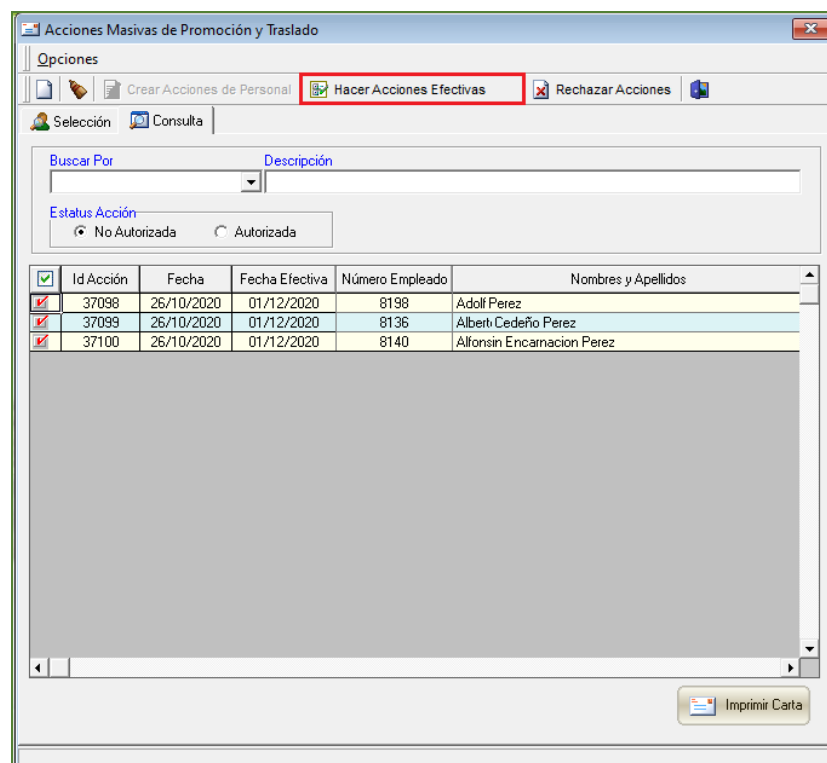 Acciones Masivas de Promoción y Traslado
Opciones
Crear Acciones de Personal Hacer Acciones Efectivas Rechazar Acciones
Selección Consulta
Buscar Por Descripción
Estatus Acción
No Autorizada Autorizada
Id Acción Fecha Fecha Efectiva Número Empleado Nombres y Apellidos
37098 26/10/2020 01/12/2020 8198 Adolf Perez
37099 26/10/2020 01/12/2020 8136 Albert Cedeño Perez
37100 26/10/2020 01/12/2020 8140 Alfonsin Encarnacion Perez
Imprimir Carta